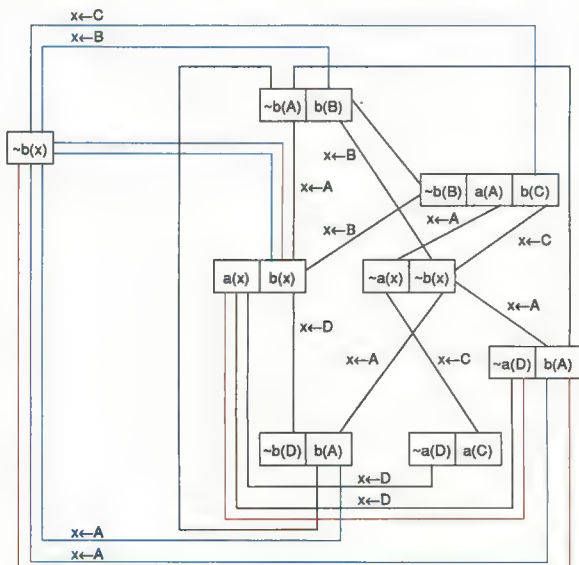 x←C
x←B
~b(A) b(B)
~b(x)
x←B
x←A
~b(B) a(A) b(C)
x←A
x←B
x←C
a(x) b(x)
~a(x) ~b(x)
x←A
x←D
x←A
x←C
~a(D) b(A)
~b(D) b(A)
~a(D) a(C)
x←D
x←D
x←A
x←A